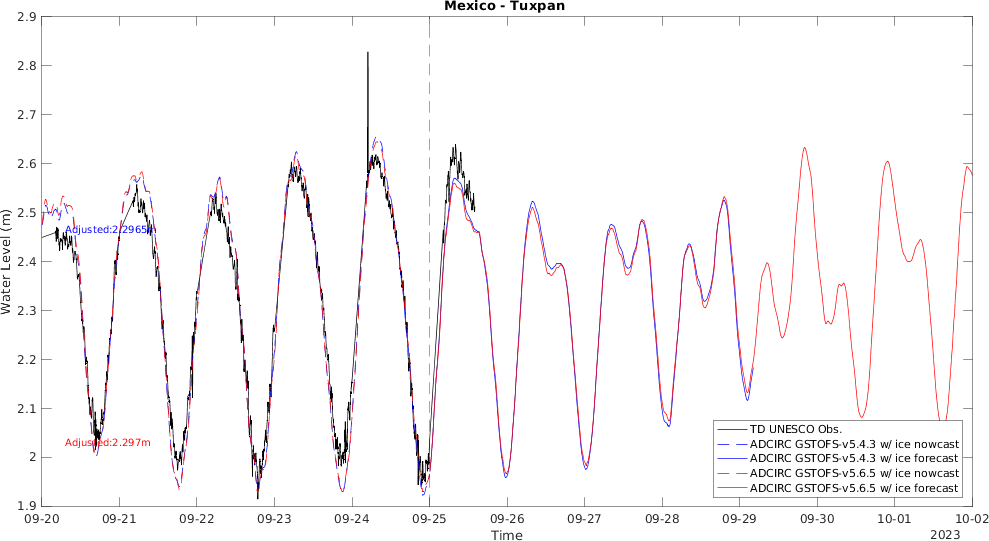 Mexico - Tuxpan
2.9
2.8
2.7
2.6
2.5
2.4
2.3
2.2
2.1
2
1.9
Water Level (m)
Adjusted:2.2965m
Adjusted:2.297m
TD UNESCO Obs.
ADCIRC GSTOFS-v5.4.3 w/ ice nowcast
ADCIRC GSTOFS-v5.4.3 w/ ice forecast
ADCIRC GSTOFS-v5.6.5 w/ ice nowcast
ADCIRC GSTOFS-v5.6.5 w/ ice forecast
09-20 09-21 09-22 09-23 09-24 09-25 09-26 09-27 09-28 09-29 09-30 10-01 10-02
Time
2023